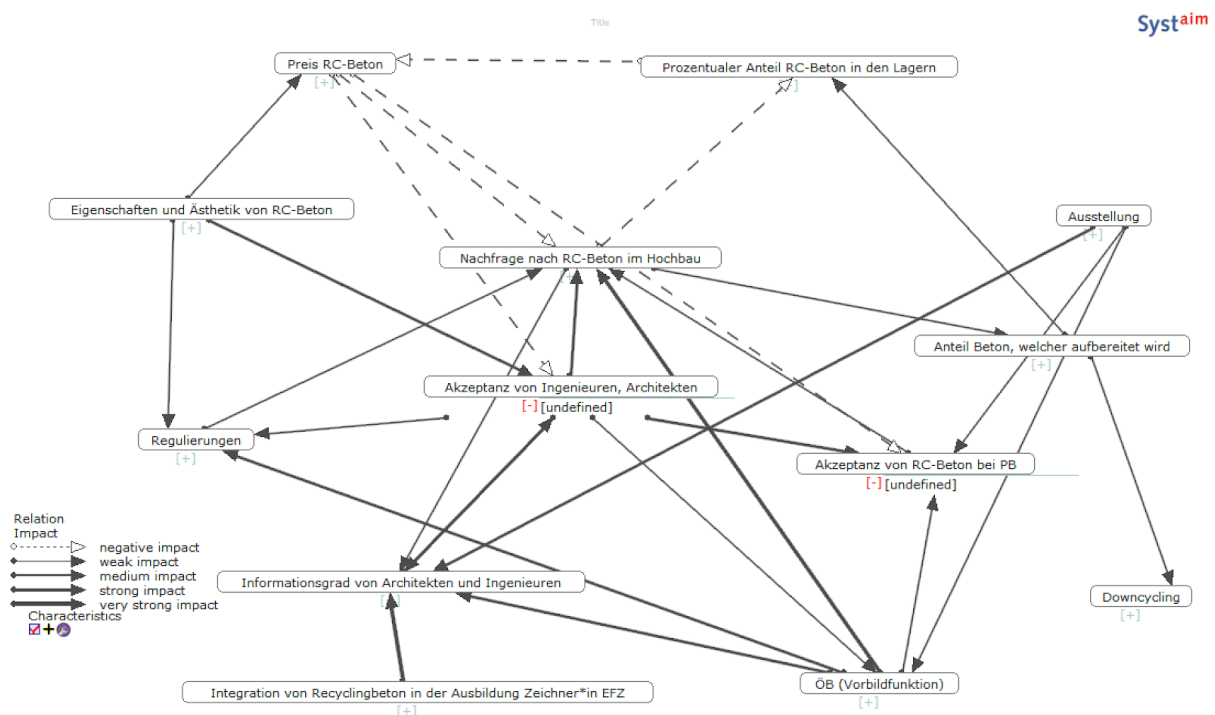 Title
Systaim
Preis RC-Beton
[+]
Prozentualer Anteil RC-Beton in den Lagern
]
Eigenschaften und Ästhetik von RC-Beton
[+]
Ausstellung
[+]
Nachfrage nach RC-Beton im Hochbau
[+]
Anteil Beton, welcher aufbereitet wird
[+]
Akzeptanz von Ingenieuren, Architekten
[-] [undefined]
Regulierungen
[+]
Akzeptanz von RC-Beton bei PB
[-] [undefined]
Relation
Impact
negative impact
weak impact
medium impact
strong impact
very strong impact
Characteristics
Informationsgrad von Architekten und Ingenieuren
Downcycling
[+]
Integration von Recyclingbeton in der Ausbildung Zeichner*in EFZ
[+]
ÖB (Vorbildfunktion)
[+]